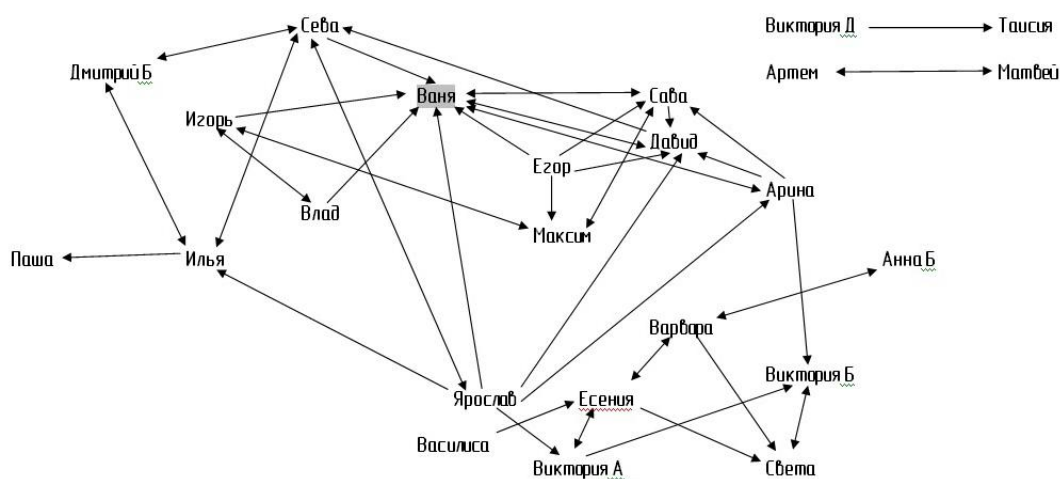 Сева
Виктория Д
Таисия
Дмитрий Б
Артем
Матвей
Ваня
Сава
Игорь
Давид
Егор
Арина
Влад
Максим
Паша
Илья
Анна Б
Варвара
Виктория Б
Ярослав
Есения
Василиса
Виктория А
Света